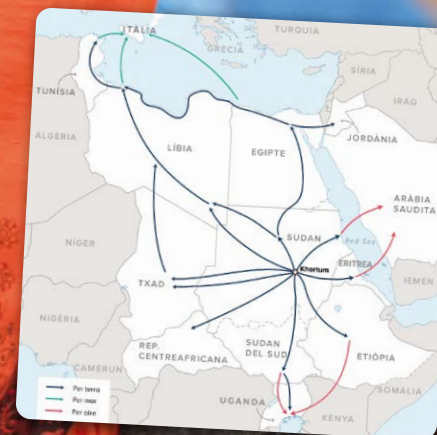 ITÀLIA
TURQUIA
GRÈCIA
SÍRIA
TUNÍSIA
IRAQ
ALGÈRIA
JORDÀNIA
LÍBIA
EGIPTE
ARÀBIA
SAUDITA
Red Sea
NÍGER
SUDAN
Khartum
ERITREA
TXAD
IEMEN
NIGÈRIA
REP.
CENTREAFRICANA
SUDAN
DEL SUD
ETIÒPIA
CAMERUN
SOMÀLIA
UGANDA
KENYA
Per terra
Per mar
Per aire